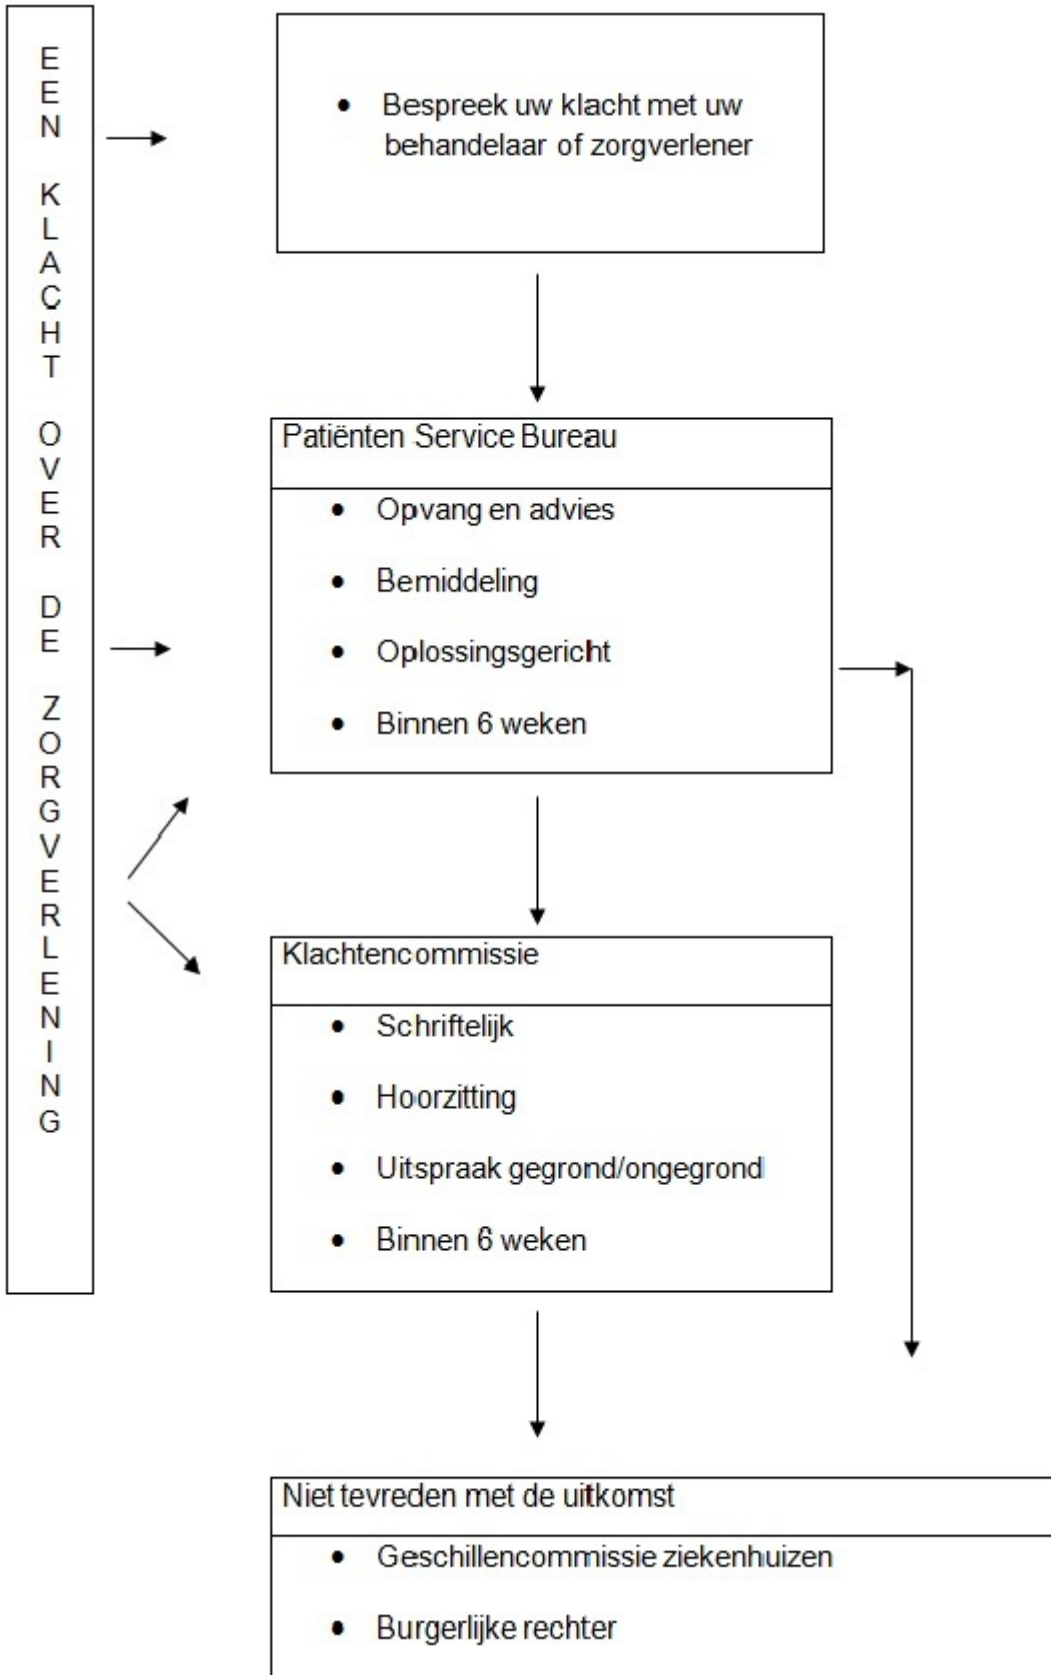 EEN KLACHT OVER DE ZORGVERLENING
• Bespreek uw klacht met uw
behandelaar of zorgverlener
Patiënten Service Bureau
• Opvang en advies
• Bemiddeling
• Oplossingsgericht
• Binnen 6 weken
Klachtencommissie
• Schriftelijk
• Hoorzitting
• Uitspraak gegrond/ongegrond
• Binnen 6 weken
Niet tevreden met de uitkomst
• Geschillencommissie ziekenhuizen
• Burgerlijke rechter